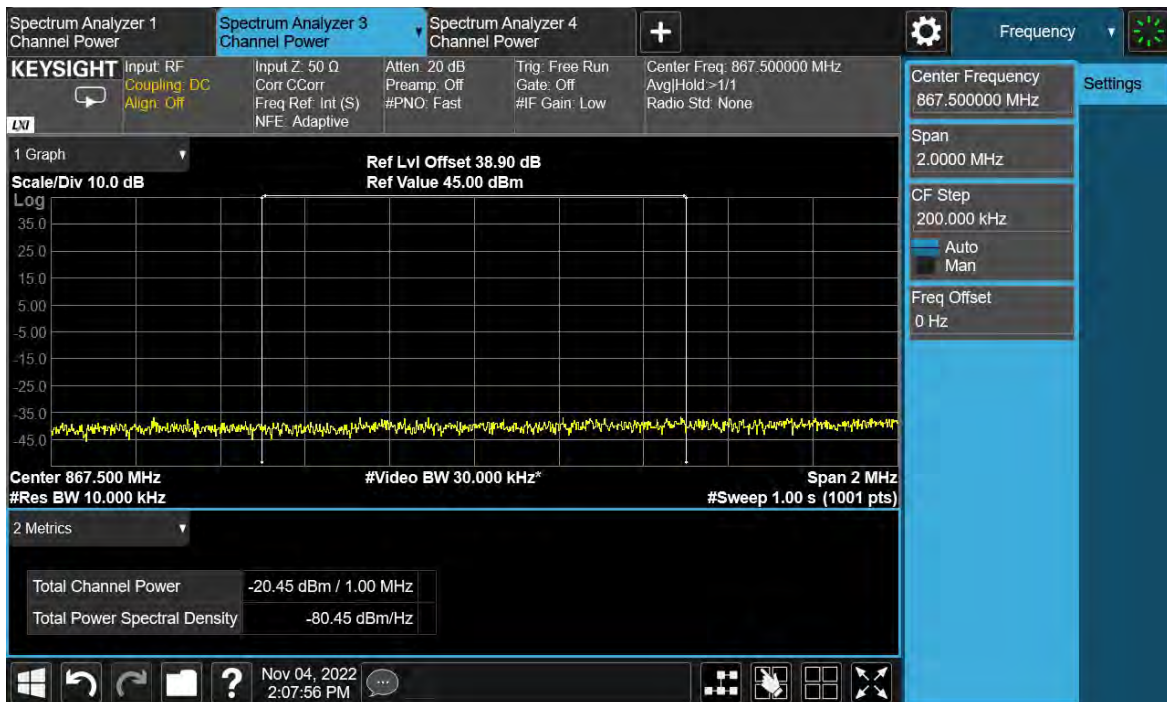 Spectrum Analyzer 1
Channel Power
Spectrum Analyzer 3
Channel Power
Spectrum Analyzer 4
Channel Power
Frequency
KEYSIGHT
LXI
Input: RF
Coupling: DC
Align: Off
Input Z: 50 Ω
Corr CCorr
Freq Ref: Int (S)
NFE: Adaptive
Atten: 20 dB
Preamp: Off
#PNO: Fast
Trig: Free Run
Gate: Off
#IF Gain: Low
Center Freq: 867.500000 MHz
Avg|Hold:>1/1
Radio Std: None
1 Graph
Scale/Div 10.0 dB
Ref Lvl Offset 38.90 dB
Ref Value 45.00 dBm
Log
35.0
25.0
15.0
5.00
-5.00
-15.0
-25.0
-35.0
-45.0
Center 867.500 MHz
#Res BW 10.000 kHz
#Video BW 30.000 kHz*
Span 2 MHz
#Sweep 1.00 s (1001 pts)
2 Metrics
Total Channel Power -20.45 dBm / 1.00 MHz
Total Power Spectral Density -80.45 dBm/Hz
Nov 04, 2022
2:07:56 PM
Center Frequency
867.500000 MHz
Span
2.0000 MHz
CF Step
200.000 kHz
Auto
Man
Freq Offset
0 Hz
Settings